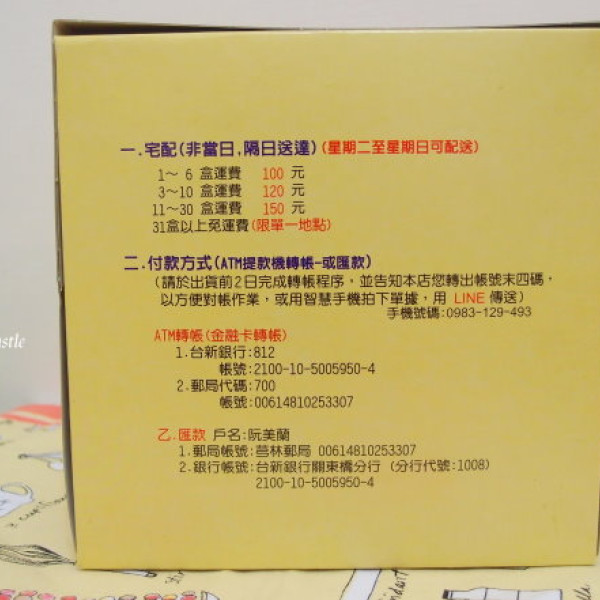 一.宅配(非當日,隔日送達)(星期二至星期日可配送)
1~ 6 盒運費 100 元
3~10 盒運費 120 元
11~30 盒運費 150 元
31盒以上免運費(限單一地點)
二.付款方式(ATM提款機轉帳-或匯款)
(請於出貨前2日完成轉帳程序,並告知本店您轉出帳號末四碼,
以方便對帳作業,或用智慧手機拍下單據,用 LINE 傳送)
手機號碼:0983-129-493
ATM轉帳(金融卡轉帳)
1.台新銀行:812
帳號:2100-10-5005950-4
2.郵局代碼:700
帳號:00614810253307
乙.匯款 戶名:阮美蘭
1.郵局帳號:芎林郵局 00614810253307
2.銀行帳號:台新銀行關東橋分行 (分行代號:1008)
2100-10-5005950-4